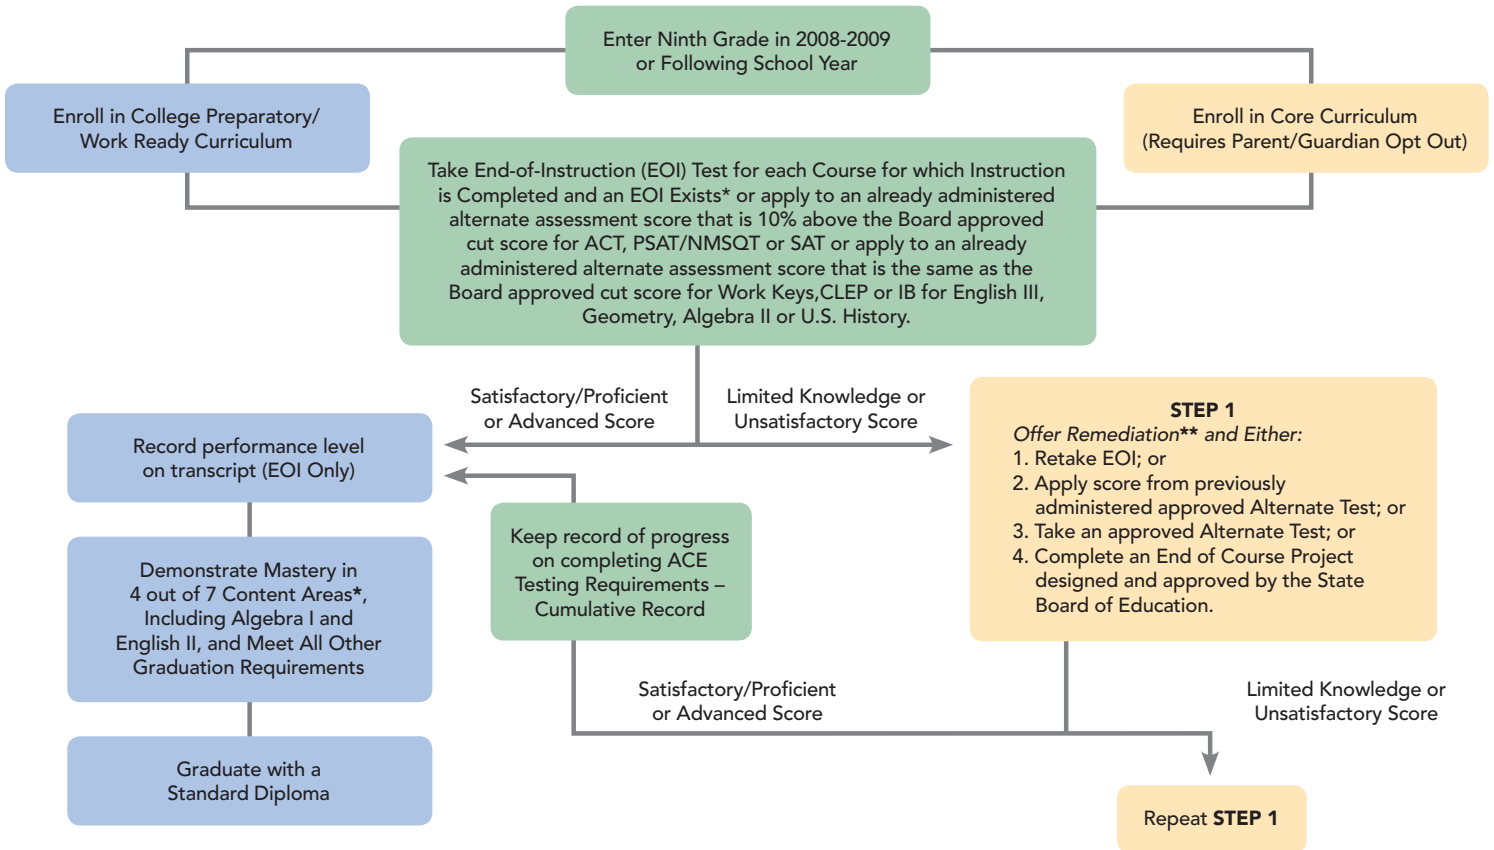 Enter Ninth Grade in 2008-2009
or Following School Year
Enroll in College Preparatory/
Work Ready Curriculum
Enroll in Core Curriculum
(Requires Parent/Guardian Opt Out)
Take End-of-Instruction (EOI) Test for each Course for which Instruction
is Completed and an EOI Exists* or apply to an already administered
alternate assessment score that is 10% above the Board approved
cut score for ACT, PSAT/NMSQT or SAT or apply to an already
administered alternate assessment score that is the same as the
Board approved cut score for Work Keys,CLEP or IB for English III,
Geometry, Algebra II or U.S. History.
Satisfactory/Proficient
or Advanced Score
Limited Knowledge or
Unsatisfactory Score
Record performance level
on transcript (EOI Only)
STEP 1
Offer Remediation** and Either:
1. Retake EOI; or
2. Apply score from previously
administered approved Alternate Test; or
3. Take an approved Alternate Test; or
4. Complete an End of Course Project
designed and approved by the State
Board of Education.
Keep record of progress
on completing ACE
Testing Requirements –
Cumulative Record
Demonstrate Mastery in
4 out of 7 Content Areas*,
Including Algebra I and
English II, and Meet All Other
Graduation Requirements
Satisfactory/Proficient
or Advanced Score
Limited Knowledge or
Unsatisfactory Score
Graduate with a
Standard Diploma
Repeat STEP 1